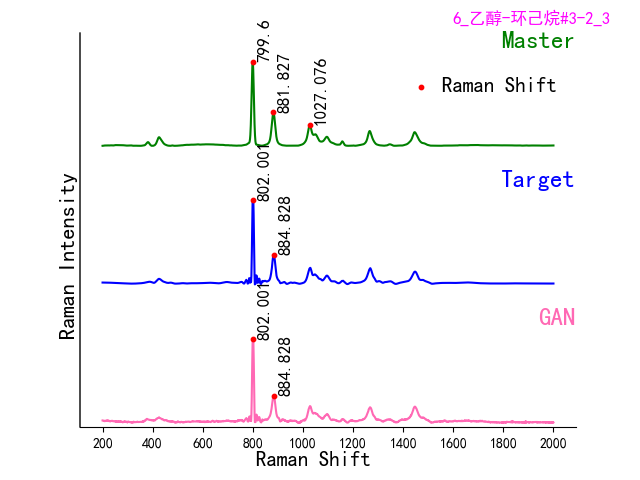 6_乙醇-环己烷#3-2_3
Master
Raman Shift
799.6
881.827
1027.076
Target
802.001
884.828
GAN
802.001
884.828
Raman Intensity
200 400 600 800 1000 1200 1400 1600 1800 2000
Raman Shift